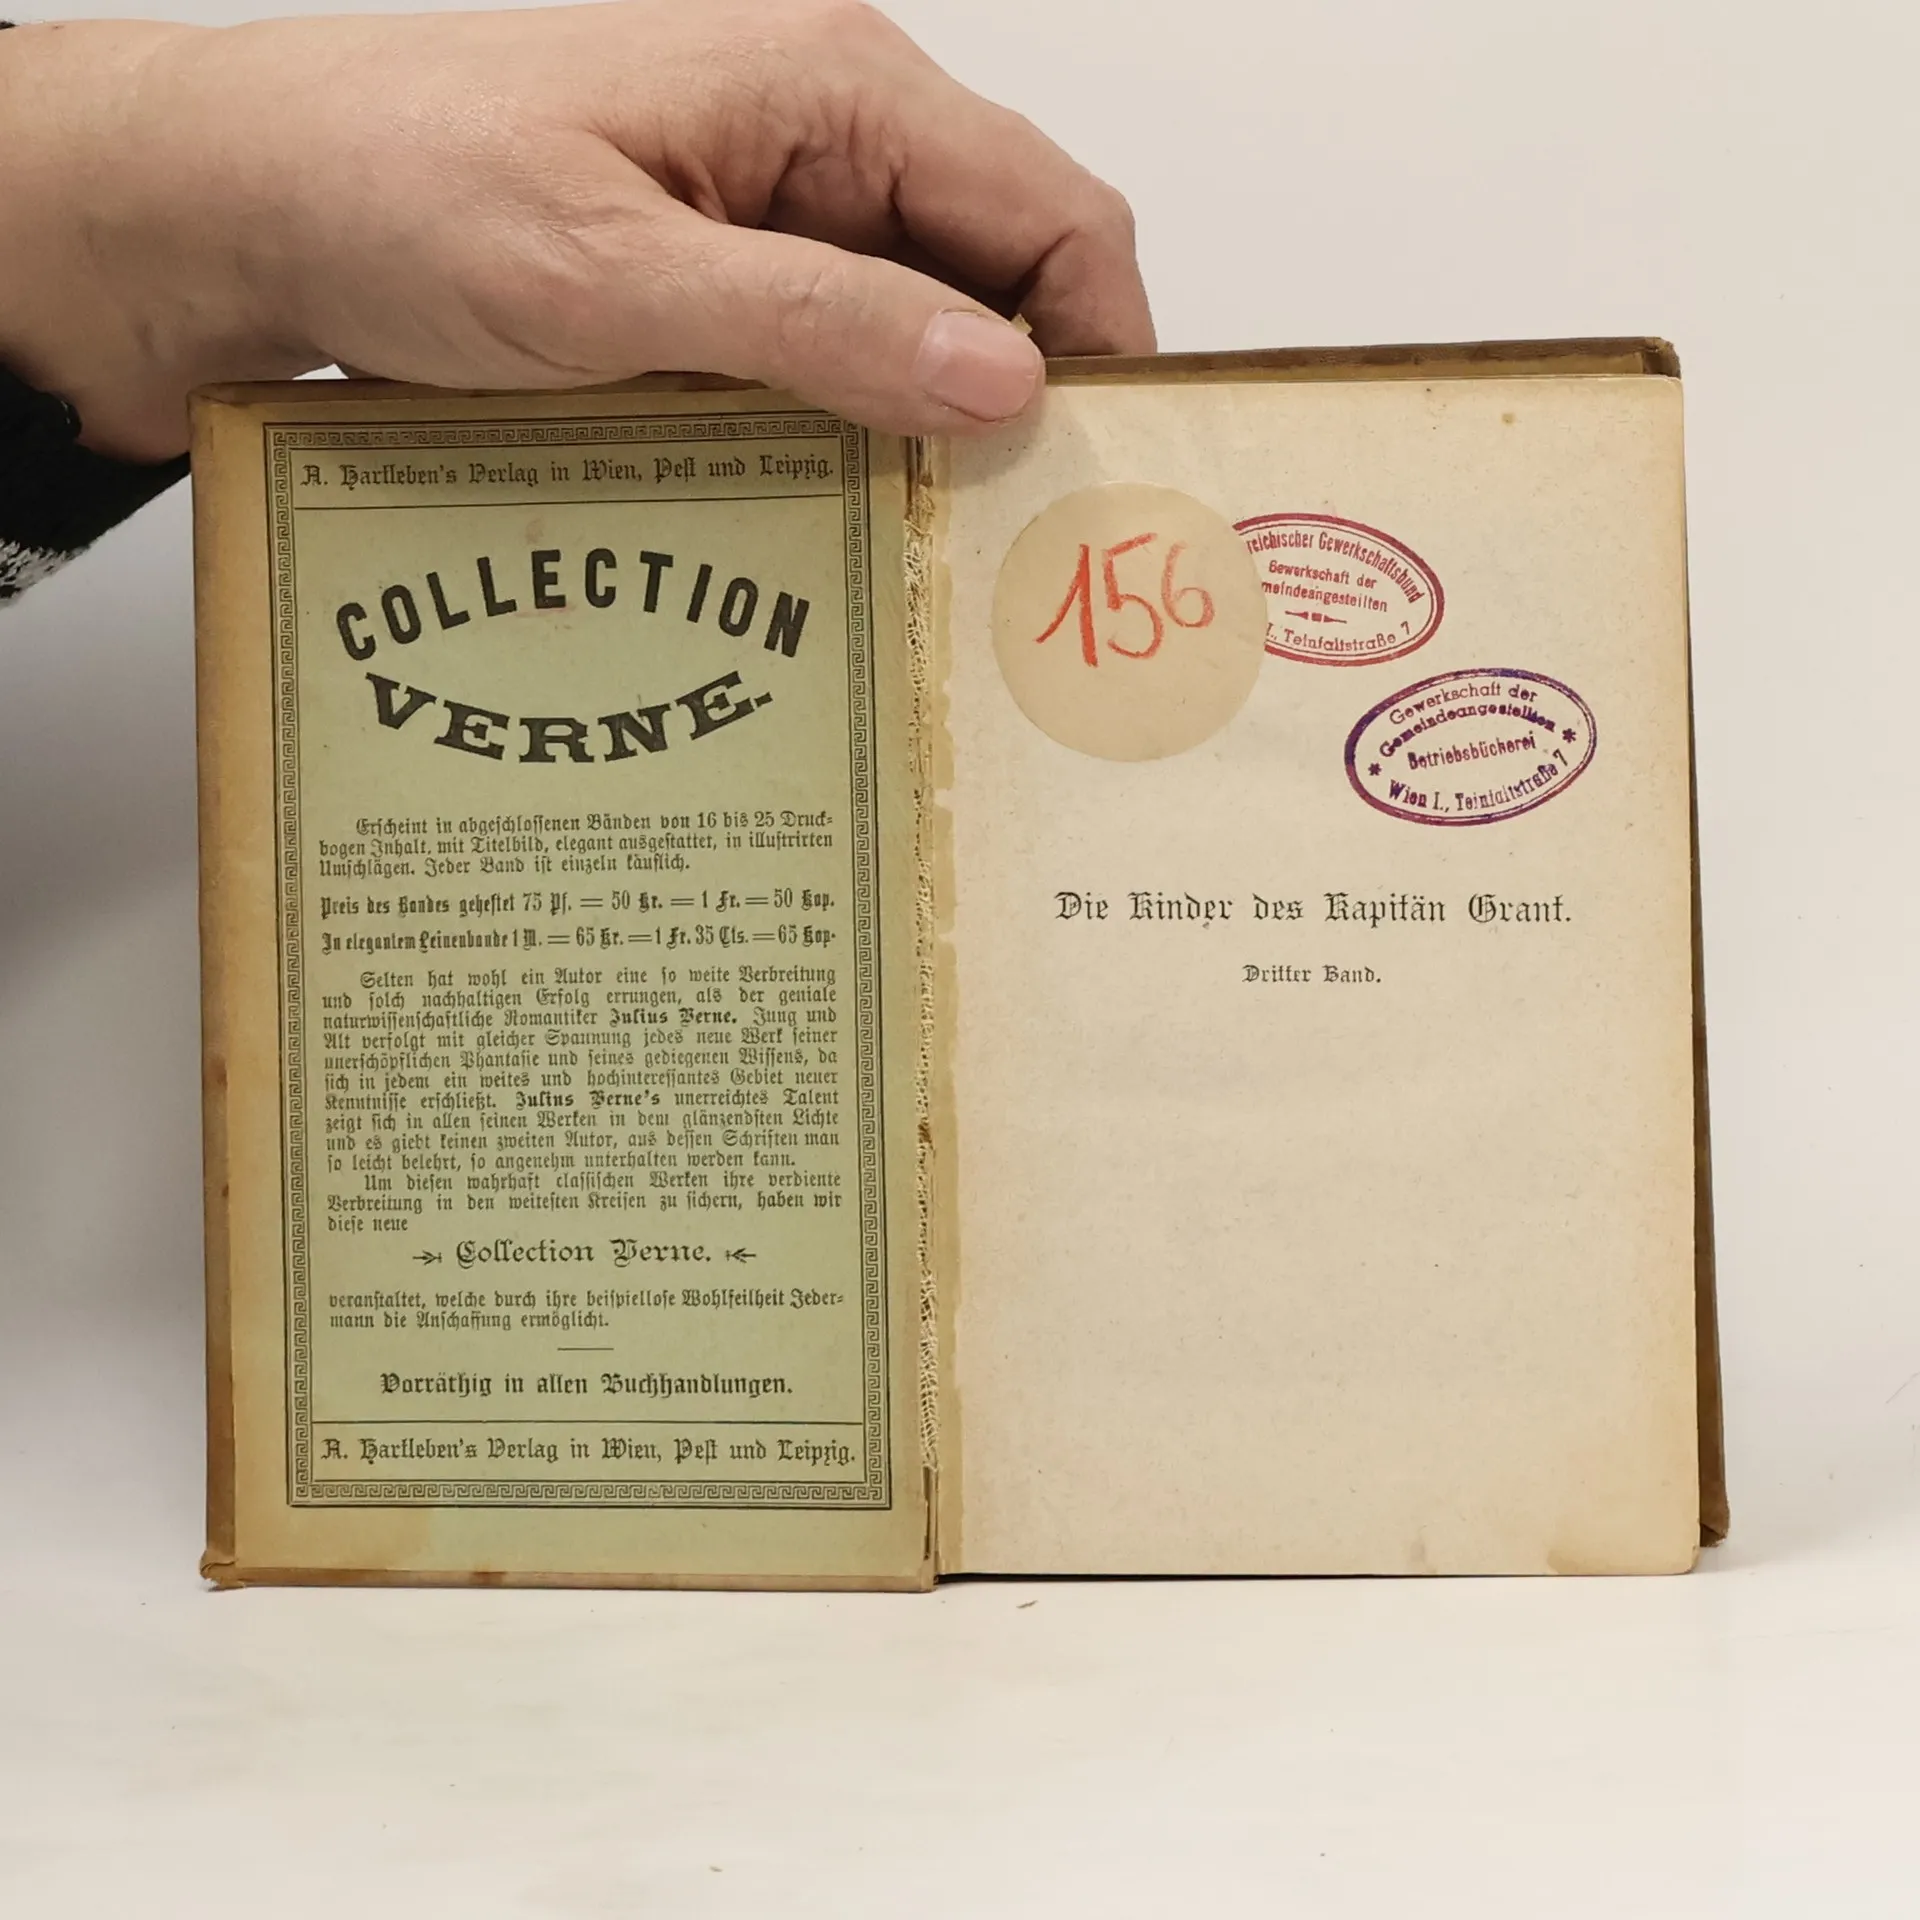 A. Hartleben's Verlag in Wien, Pest und Leipzig.
COLLECTION
VERNE.
Erscheint in abgeschlossenen Bänden von 16 bis 25 Druck-
bogen Inhalt, mit Titelbild, elegant ausgestattet, in illustrirten
Umschlägen. Jeder Band ist einzeln käuflich.
Preis des Bandes geheftet 75 Pf. = 50 Kr. = 1 Fr. = 50 Kop.
In elegantem Leinenbande 1 M. = 65 Kr. = 1 Fr. 35 Cts. = 65 Kop.
Selten hat wohl ein Autor eine so weite Verbreitung
und solch nachhaltigen Erfolg errungen, als der geniale
naturwissenschaftliche Romantiker Julius Verne. Jung und
Alt verfolgt mit gleicher Spannung jedes neue Werk seiner
unerschöpflichen Phantasie und seines gediegenen Wissens, da
sich in jedem ein weites und hochinteressantes Gebiet neuer
Kenntnisse erschließt. Julius Verne's unerreichtes Talent
zeigt sich in allen seinen Werken in dem glänzendsten Lichte
und es giebt keinen zweiten Autor, aus dessen Schriften man
so leicht belehrt, so angenehm unterhalten werden kann.
Um diesen wahrhaft classischen Werken ihre verdiente
Verbreitung in den weitesten Kreisen zu sichern, haben wir
diese neue
Collection Verne.
veranstaltet, welche durch ihre beispiellose Wohlfeilheit Jeder-
mann die Anschaffung ermöglicht.
Vorräthig in allen Buchhandlungen.
A. Hartleben's Verlag in Wien, Pest und Leipzig.
156
reichischer Gewerkschaftsbund
Gewerkschaft der
meindeangestellten
I., Teinfaltstraße 7
Gewerkschaft der
* Gemeindeangestellten *
Betriebsbücherei
Wien I., Teinfaltstraße 7
Die Kinder des Kapitän Grant.
Dritter Band.